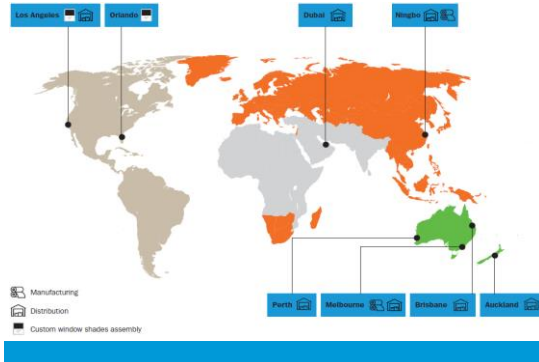 Los Angeles
Orlando
Dubai
Ningbo
Perth
Melbourne
Brisbane
Auckland
Manufacturing
Distribution
Custom window shades assembly